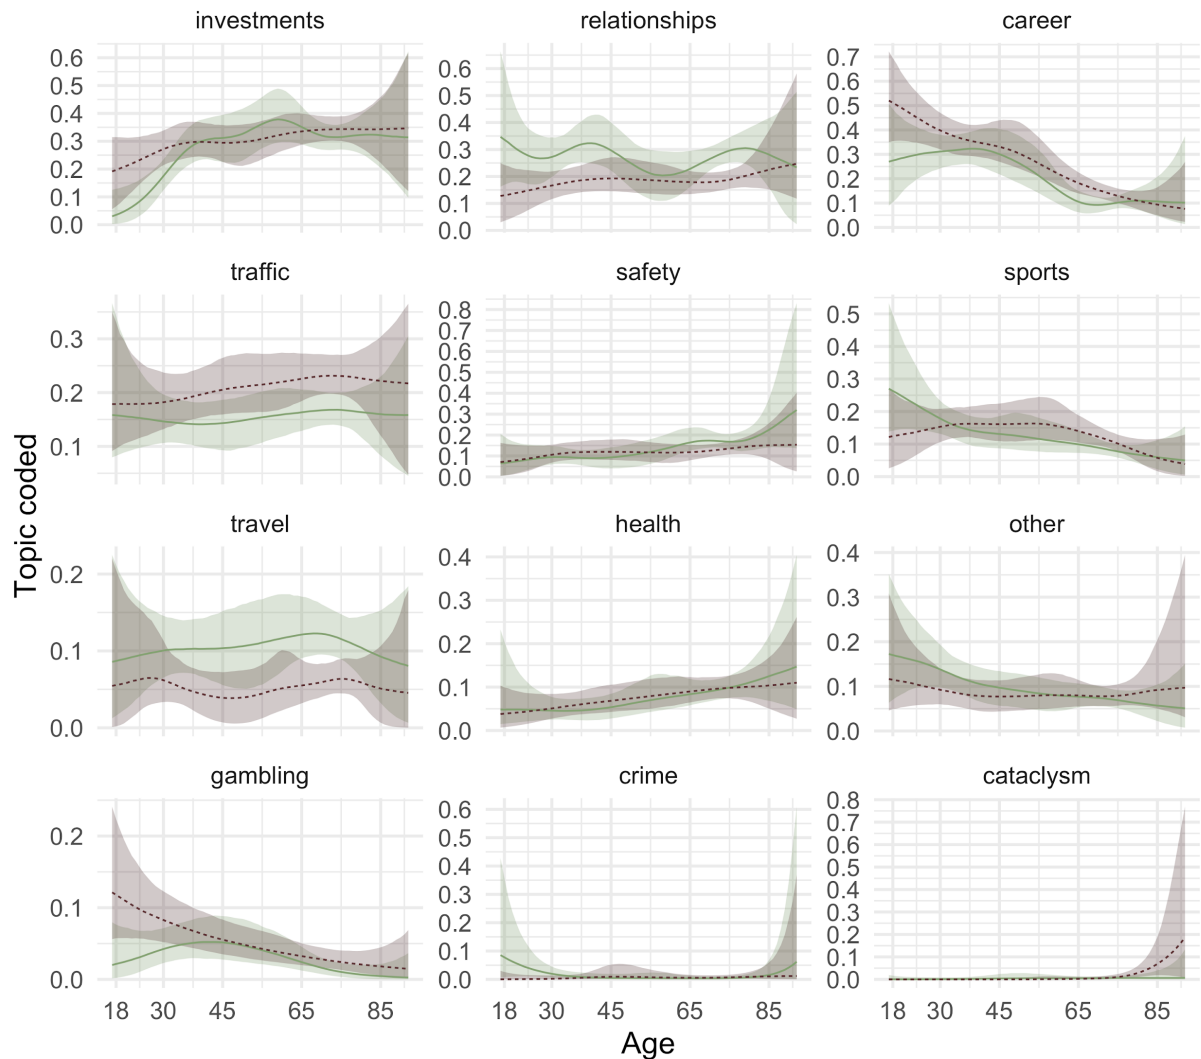 investments relationships career
0.6 0.5 0.4 0.3 0.2 0.1 0.0
0.6 0.5 0.4 0.3 0.2 0.1 0.0
0.7 0.6 0.5 0.4 0.3 0.2 0.1 0.0
traffic safety sports
0.3 0.2 0.1
0.8 0.7 0.6 0.5 0.4 0.3 0.2 0.1 0.0
0.5 0.4 0.3 0.2 0.1 0.0
Topic coded
travel health other
0.2 0.1 0.0
0.4 0.3 0.2 0.1 0.0
0.4 0.3 0.2 0.1 0.0
gambling crime cataclysm
0.2 0.1 0.0
0.6 0.5 0.4 0.3 0.2 0.1 0.0
0.8 0.7 0.6 0.5 0.4 0.3 0.2 0.1 0.0
18 30 45 65 85 18 30 45 65 85 18 30 45 65 85
Age